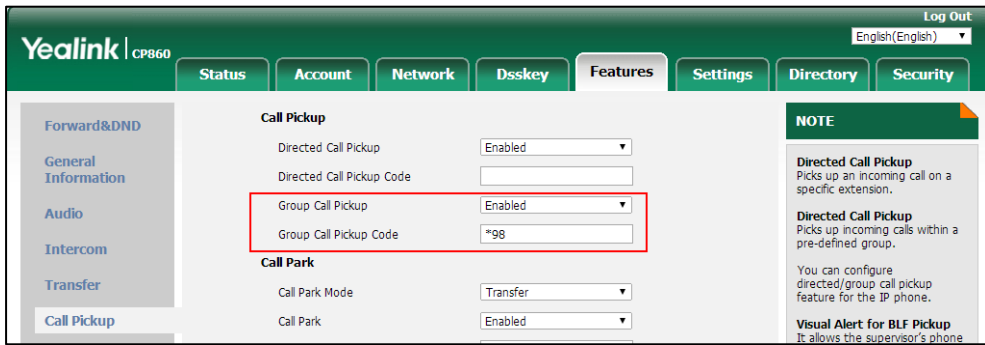 Log Out
Yealink | CP860
English(English)
Status Account Network Dsskey Features Settings Directory Security
Forward&DND
General
Information
Audio
Intercom
Transfer
Call Pickup
Call Pickup
Directed Call Pickup Enabled
Directed Call Pickup Code
Group Call Pickup Enabled
Group Call Pickup Code *98
Call Park
Call Park Mode Transfer
Call Park Enabled
NOTE
Directed Call Pickup
Picks up an incoming call on a
specific extension.
Directed Call Pickup
Picks up incoming calls within a
pre-defined group.
You can configure
directed/group call pickup
feature for the IP phone.
Visual Alert for BLF Pickup
It allows the supervisor's phone